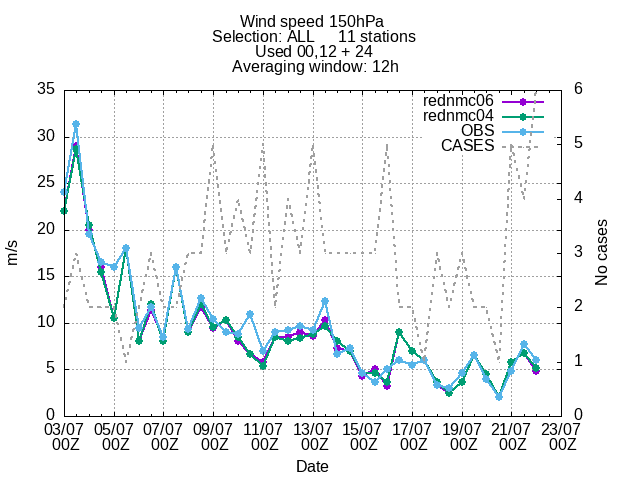 Wind speed 150hPa
Selection: ALL 11 stations
Used 00,12 + 24
Averaging window: 12h
rednmc06
rednmc04
OBS
CASES
35
30
25
20
15
10
5
0
m/s
6
5
4
3
2
1
0
No cases
03/07 05/07 07/07 09/07 11/07 13/07 15/07 17/07 19/07 21/07 23/07
00Z 00Z 00Z 00Z 00Z 00Z 00Z 00Z 00Z 00Z 00Z
Date